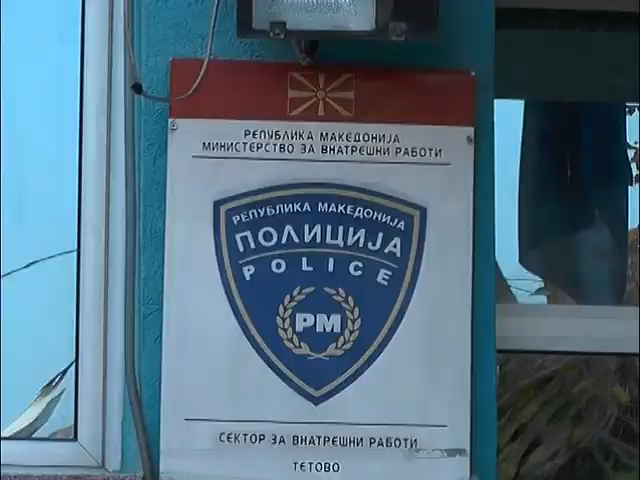 РЕПУБЛИКА МАКЕДОНИЈА
МИНИСТЕРСТВО ЗА ВНАТРЕШНИ РАБОТИ
РЕПУБЛИКА МАКЕДОНИЈА
ПОЛИЦИЈА
POLICE
РМ
СЕКТОР ЗА ВНАТРЕШНИ РАБОТИ
ТЕТОВО